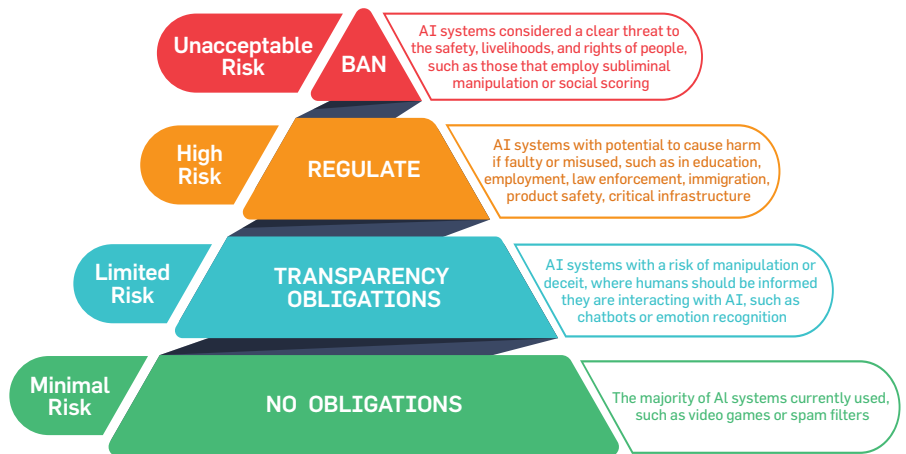 Unacceptable
Risk
BAN
AI systems considered a clear threat to
the safety, livelihoods, and rights of people,
such as those that employ subliminal
manipulation or social scoring
High
Risk
REGULATE
AI systems with potential to cause harm
if faulty or misused, such as in education,
employment, law enforcement, immigration,
product safety, critical infrastructure
Limited
Risk
TRANSPARENCY
OBLIGATIONS
AI systems with a risk of manipulation or
deceit, where humans should be informed
they are interacting with AI, such as
chatbots or emotion recognition
Minimal
Risk
NO OBLIGATIONS
The majority of AI systems currently used,
such as video games or spam filters